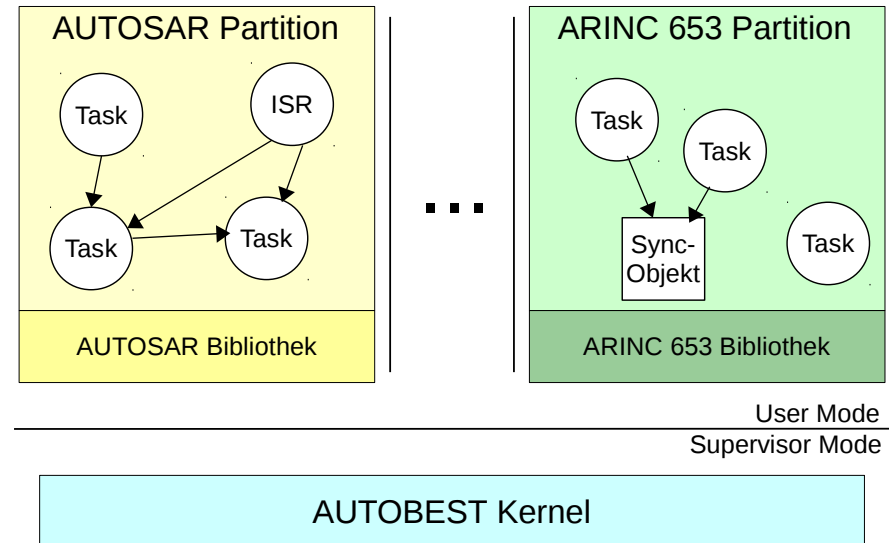 AUTOSAR Partition
Task
ISR
Task
Task
AUTOSAR Bibliothek
...
ARINC 653 Partition
Task
Task
Sync-
Objekt
Task
ARINC 653 Bibliothek
User Mode
Supervisor Mode
AUTOBEST Kernel